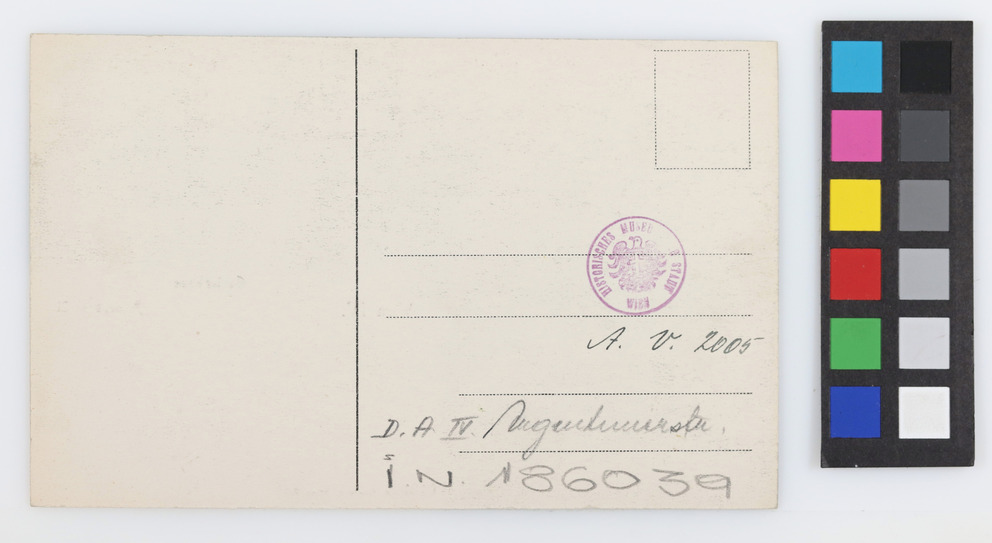 HISTORISCHES MUSEUM STADT WIEN
A. V. 2005
D. A IV.
I.N. 186039